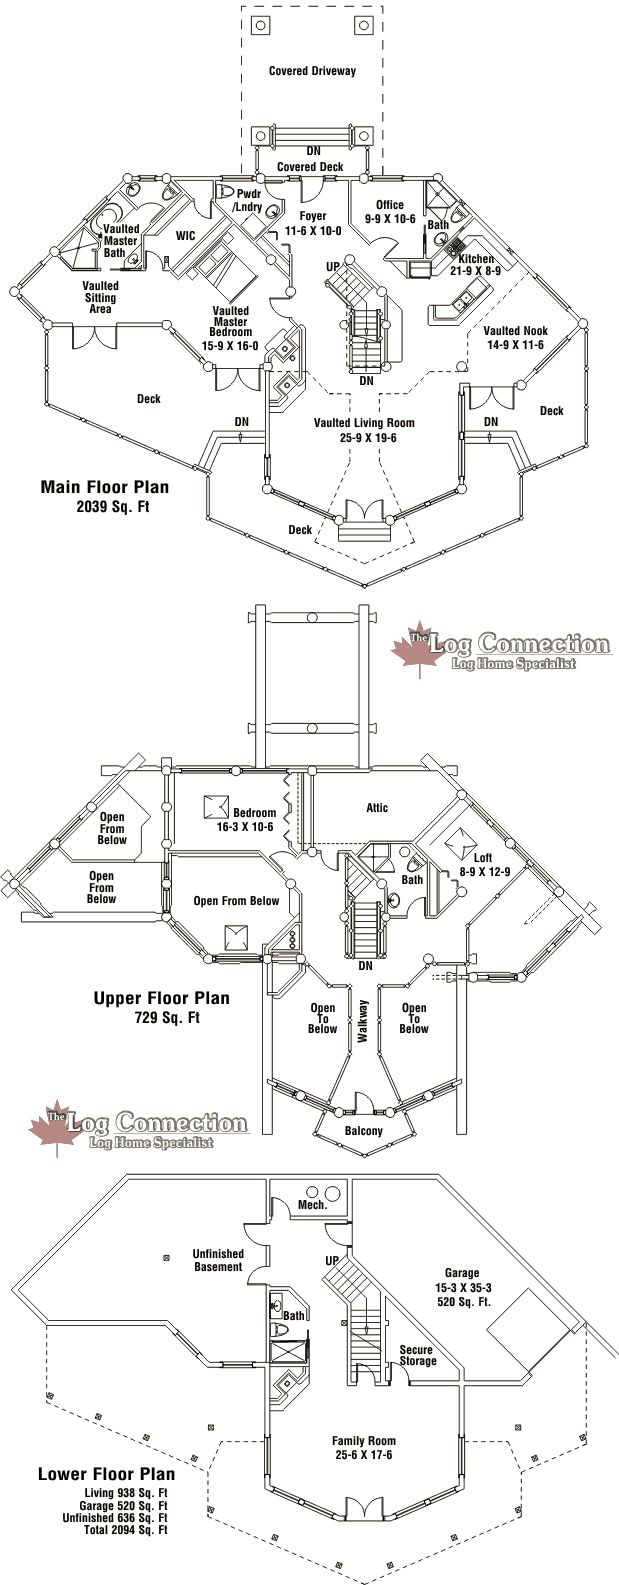 Covered Driveway
DN
Covered Deck
Pwdr
/Lndry
Foyer
11-6 X 10-0
Office
9-9 X 10-6
Bath
Kitchen
21-9 X 8-9
WIC
Vaulted
Master
Bath
Vaulted
Sitting
Area
UP
Vaulted
Master
Bedroom
15-9 X 16-0
Vaulted Nook
14-9 X 11-6
DN
Deck
DN
Vaulted Living Room
25-9 X 19-6
DN
Deck
Main Floor Plan
2039 Sq. Ft
Deck
The Log Connection
Log Home Specialist
Open
From
Below
Bedroom
16-3 X 10-6
Attic
Loft
8-9 X 12-9
Bath
Open
From
Below
Open From Below
DN
Upper Floor Plan
729 Sq. Ft
Open
To
Below
Walkway
Open
To
Below
Balcony
The Log Connection
Log Home Specialist
Mech.
Unfinished
Basement
UP
Garage
15-3 X 35-3
520 Sq. Ft.
Bath
Secure
Storage
Family Room
25-6 X 17-6
Lower Floor Plan
Living 938 Sq. Ft
Garage 520 Sq. Ft
Unfinished 636 Sq. Ft
Total 2094 Sq. Ft